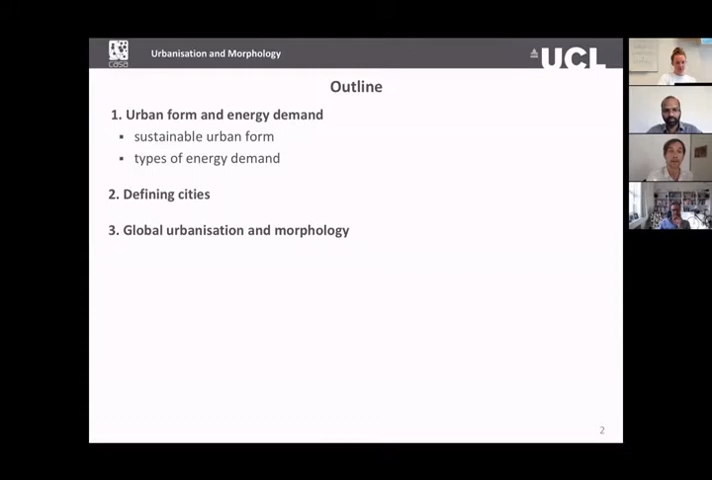 casa
Urbanisation and Morphology
UCL
Outline
1. Urban form and energy demand
▪ sustainable urban form
▪ types of energy demand
2. Defining cities
3. Global urbanisation and morphology
2